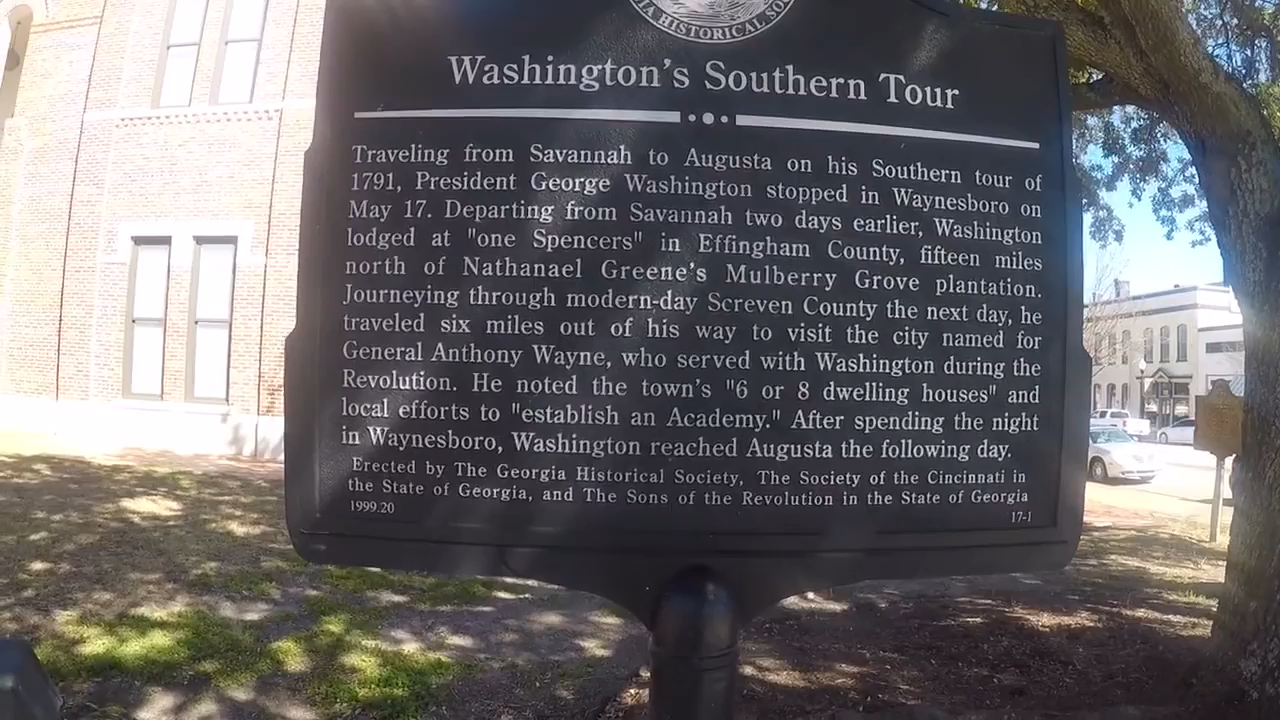 IA HISTORICAL SOC
Washington's Southern Tour
Traveling from Savannah to Augusta on his Southern tour of
1791, President George Washington stopped in Waynesboro on
May 17. Departing from Savannah two days earlier, Washington
lodged at "one Spencers" in Effingham County, fifteen miles
north of Nathanael Greene's Mulberry Grove plantation.
Journeying through modern-day Screven County the next day, he
traveled six miles out of his way to visit the city named for
General Anthony Wayne, who served with Washington during the
Revolution. He noted the town's "6 or 8 dwelling houses" and
local efforts to "establish an Academy." After spending the night
in Waynesboro, Washington reached Augusta the following day.
Erected by The Georgia Historical Society, The Society of the Cincinnati in
the State of Georgia, and The Sons of the Revolution in the State of Georgia
1999.20
17-1